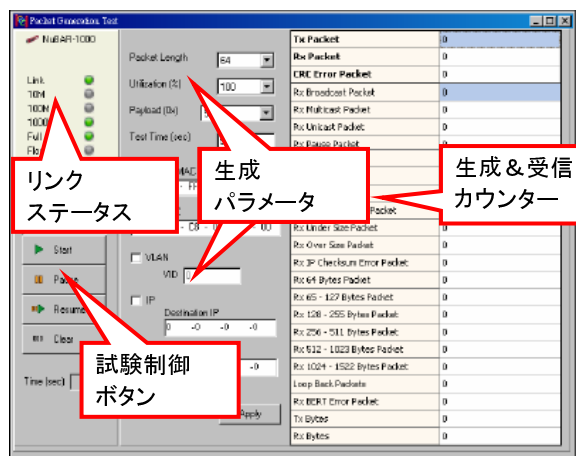 Packet Generation Test
NuBAR-1000
Link
10M
100M
1000
Full
Start
Resume
Clear
Time (sec)
Packet Length
64
Utilization (%)
100
Payload (0x)
Test Time (sec)
VLAN
VID
IP
Destination IP
0 -0 -0 -0
-0
Apply
Tx Packet 0
Rx Packet 0
CRC Error Packet 0
Rx Broadcast Packet 0
Rx Multicast Packet 0
Rx Unicast Packet 0
Rx Pause Packet 0
Packet
Rx Under Size Packet 0
Rx Over Size Packet 0
Rx IP Checksum Error Packet 0
Rx 64 Bytes Packet 0
Rx 65 - 127 Bytes Packet 0
Rx 128 - 255 Bytes Packet 0
Rx 256 - 511 Bytes Packet 0
Rx 512 - 1023 Bytes Packet 0
Rx 1024 - 1522 Bytes Packet 0
Loop Back Packets 0
Rx BERT Error Packet 0
Tx Bytes 0
Rx Bytes 0
リンク
ステータス
生成
パラメータ
生成&受信
カウンター
試験制御
ボタン